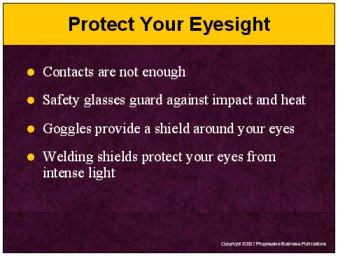 Protect Your Eyesight
Contacts are not enough
Safety glasses guard against impact and heat
Goggles provide a shield around your eyes
Welding shields protect your eyes from
intense light
Copyright ©2002 Progressive Business Publications